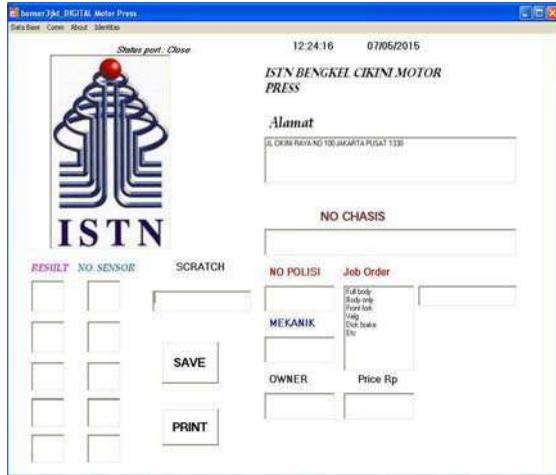 bomser3jkt_DIGITAL Motor Press
Data Base Comm About Identitas
Status port : Close
12:24:16 07/05/2015
ISTN BENGKEL CIKINI MOTOR
PRESS
Alamat
JL CIKINI RAYA NO 100 JAKARTA PUSAT 1330
ISTN
NO CHASIS
RESULT NO. SENSOR SCRATCH
NO POLISI Job Order
Full body
Body only
Front fork
Velg
Disk brake
Etc
MEKANIK
SAVE
OWNER Price Rp
PRINT